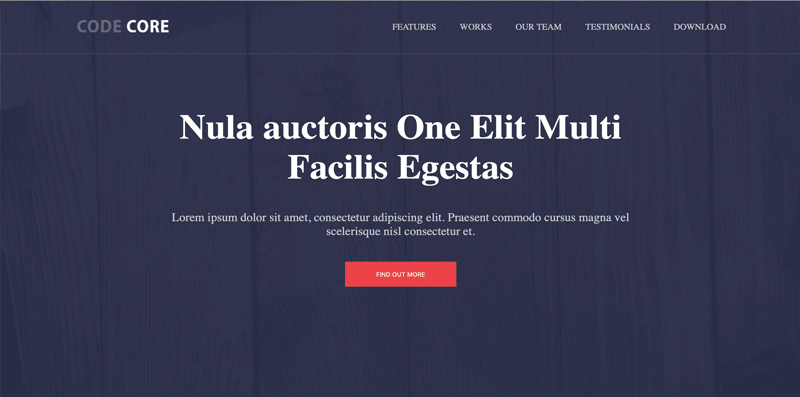 CODE CORE
FEATURES WORKS OUR TEAM TESTIMONIALS DOWNLOAD
Nula auctoris One Elit Multi
Facilis Egestas
Lorem ipsum dolor sit amet, consectetur adipiscing elit. Praesent commodo cursus magna vel
scelerisque nisl consectetur et.
FIND OUT MORE